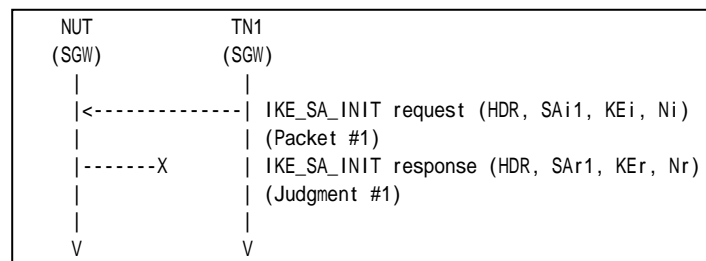 NUT TN1
(SGW) (SGW)
| |
|<--------------| IKE_SA_INIT request (HDR, SAi1, KEi, Ni)
| | (Packet #1)
|-------X | IKE_SA_INIT response (HDR, SAr1, KEr, Nr)
| | (Judgment #1)
| |
V V